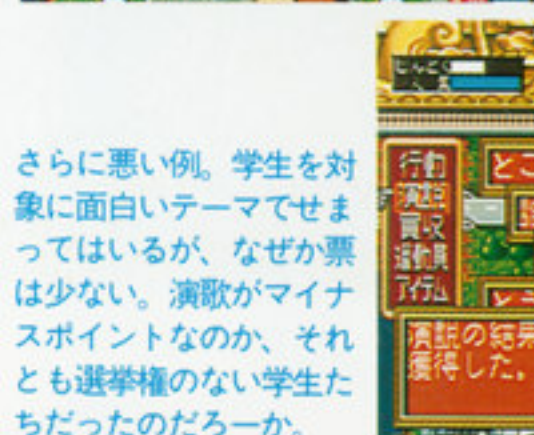 さらに悪い例。学生を対
象に面白いテーマでせま
ってはいるが、なぜか票
は少ない。演歌がマイナ
スポイントなのか、それ
とも選挙権のない学生た
ちだったのだろーか。
行動
演説
買収
運動員
アイテム
とこ
とう
演説の結果
獲得した。